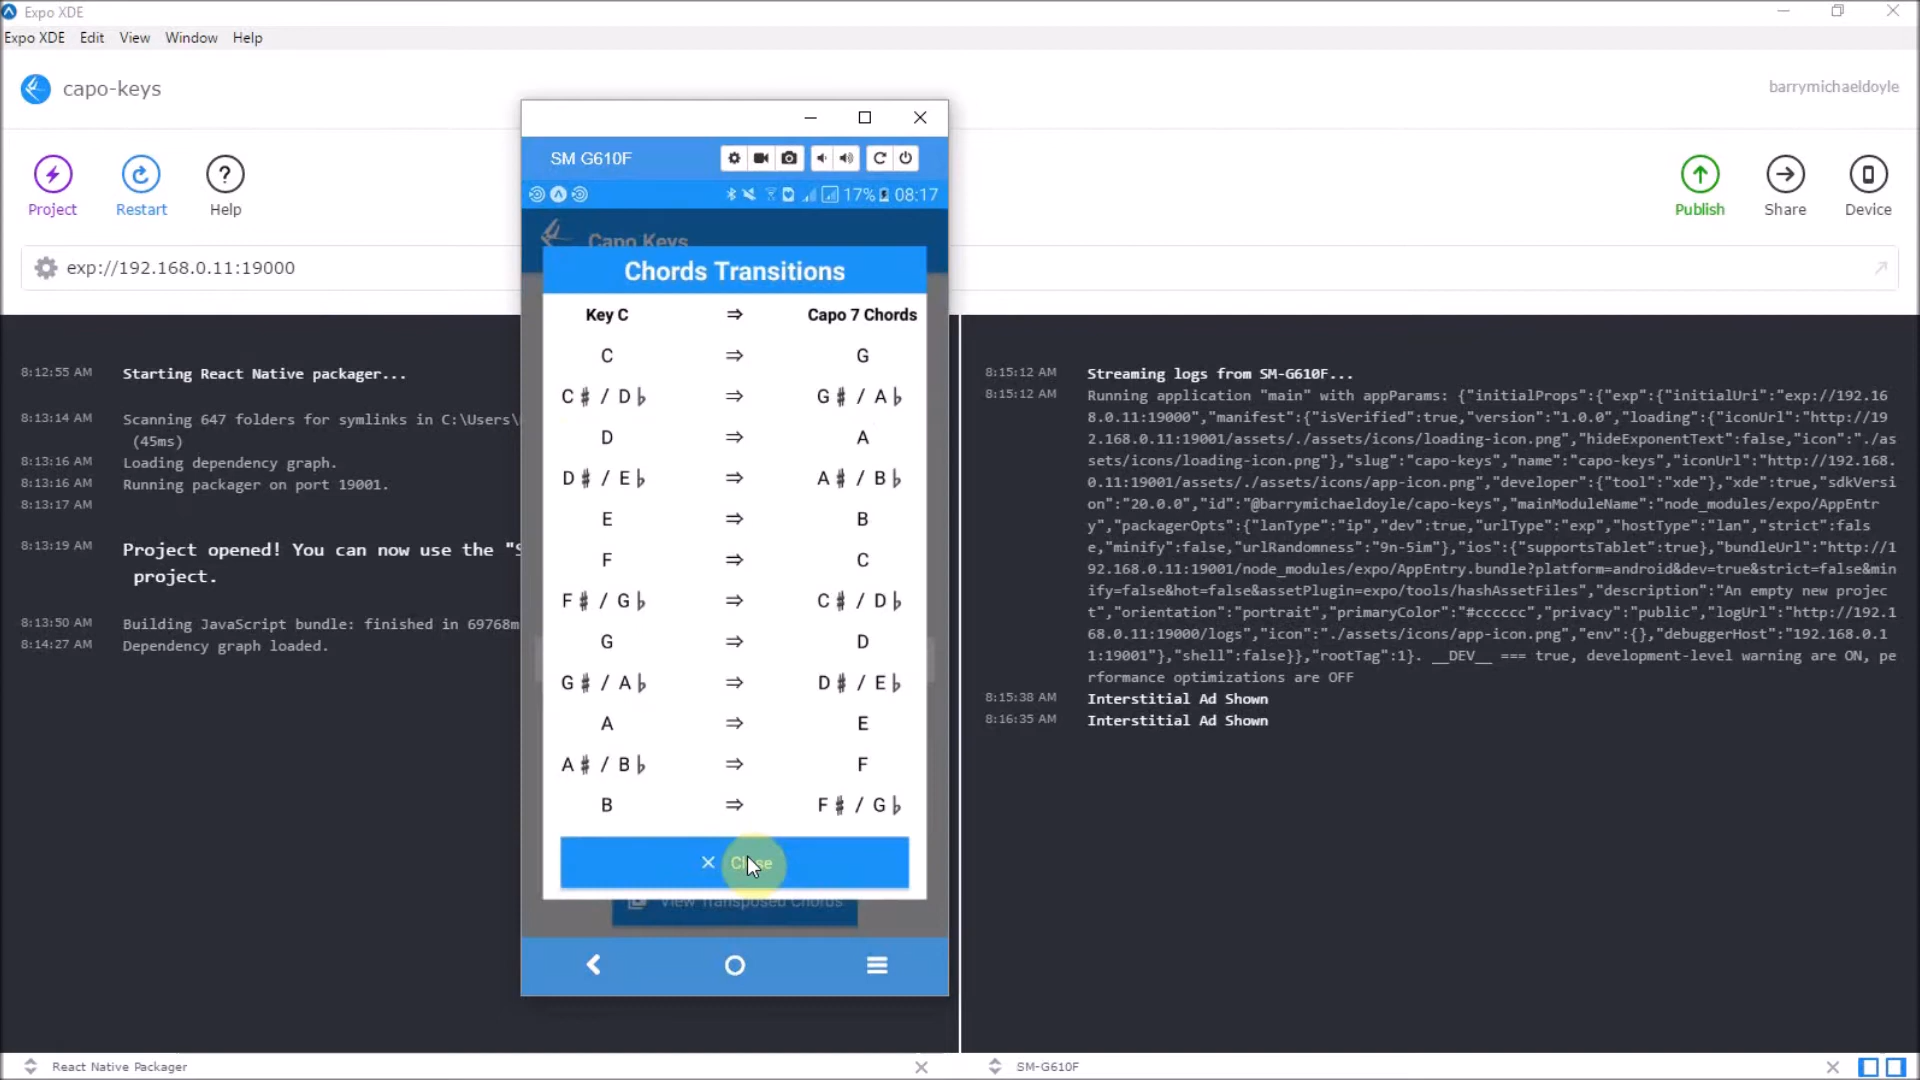 Expo XDE
Expo XDE Edit View Window Help
capo-keys
barrymichaeldoyle
Project
Restart
Help
Publish
Share
Device
exp://192.168.0.11:19000
8:12:55 AM Starting React Native packager...
8:13:14 AM Scanning 647 folders for symlinks in C:\Users\
(45ms)
8:13:16 AM Loading dependency graph.
8:13:16 AM Running packager on port 19001.
8:13:17 AM
8:13:19 AM Project opened! You can now use the "S
project.
8:13:50 AM Building JavaScript bundle: finished in 69768m
8:14:27 AM Dependency graph loaded.
SM G610F
17% 08:17
Capo Keys
Chords Transitions
Key C ⇒ Capo 7 Chords
C ⇒ G
C♯ / D♭ ⇒ G♯ / A♭
D ⇒ A
D♯ / E♭ ⇒ A♯ / B♭
E ⇒ B
F ⇒ C
F♯ / G♭ ⇒ C♯ / D♭
G ⇒ D
G♯ / A♭ ⇒ D♯ / E♭
A ⇒ E
A♯ / B♭ ⇒ F
B ⇒ F♯ / G♭
Close
View Transposed Chords
8:15:12 AM Streaming logs from SM-G610F...
8:15:12 AM Running application "main" with appParams: {"initialProps":{"exp":{"initialUri":"exp://192.16
8.0.11:19000","manifest":{"isVerified":true,"version":"1.0.0","loading":{"iconUrl":"http://19
2.168.0.11:19001/assets/./assets/icons/loading-icon.png","hideExponentText":false,"icon":"./as
sets/icons/loading-icon.png"},"slug":"capo-keys","name":"capo-keys","iconUrl":"http://192.168.
0.11:19001/assets/./assets/icons/app-icon.png","developer":{"tool":"xde"},"xde":true,"sdkVersi
on":"20.0.0","id":"@barrymichaeldoyle/capo-keys","mainModuleName":"node_modules/expo/AppEntr
y","packagerOpts":{"lanType":"ip","dev":true,"urlType":"exp","hostType":"lan","strict":fals
e,"minify":false,"urlRandomness":"9n-5im"},"ios":{"supportsTablet":true},"bundleUrl":"http://1
92.168.0.11:19001/node_modules/expo/AppEntry.bundle?platform=android&dev=true&strict=false&min
ify=false&hot=false&assetPlugin=expo/tools/hashAssetFiles","description":"An empty new projec
t","orientation":"portrait","primaryColor":"#cccccc","privacy":"public","logUrl":"http://192.1
68.0.11:19000/logs","icon":"./assets/icons/app-icon.png","env":{},"debuggerHost":"192.168.0.1
1:19001"},"shell":false}},"rootTag":1}. __DEV__ === true, development-level warning are ON, pe
rformance optimizations are OFF
8:15:38 AM Interstitial Ad Shown
8:16:35 AM Interstitial Ad Shown
React Native Packager
SM-G610F